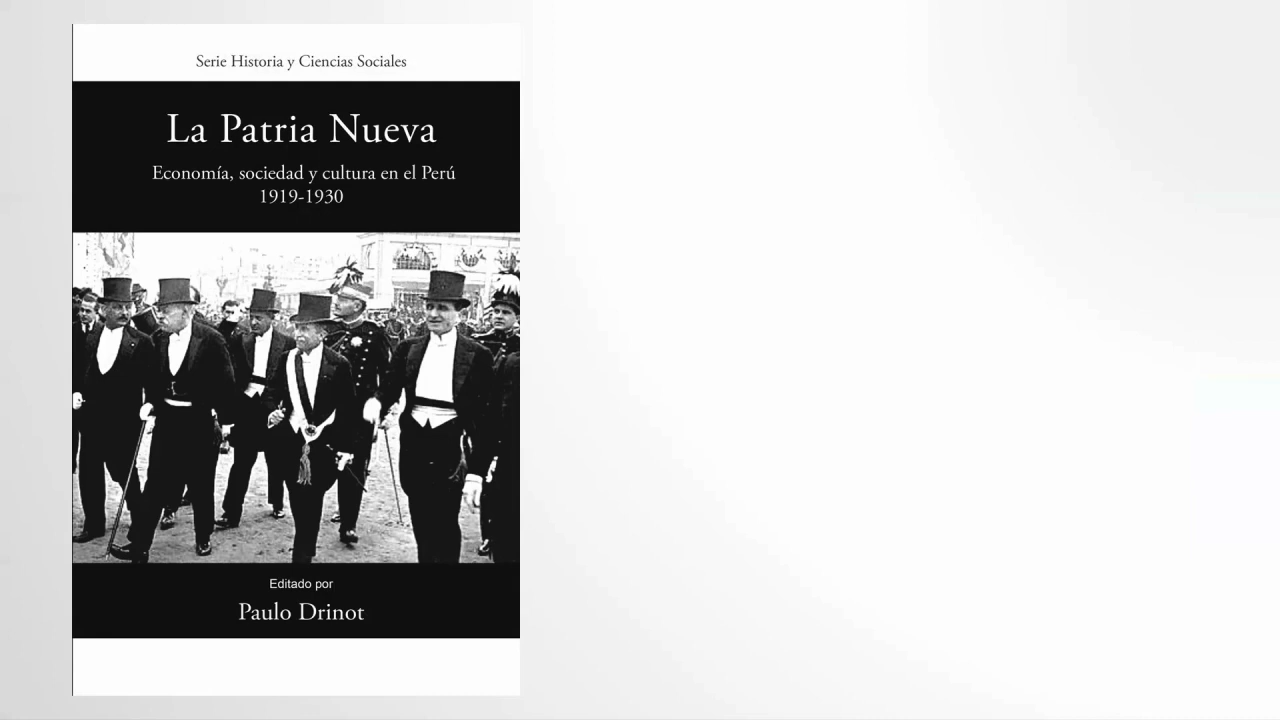 Serie Historia y Ciencias Sociales
La Patria Nueva
Economía, sociedad y cultura en el Perú
1919-1930
Editado por
Paulo Drinot